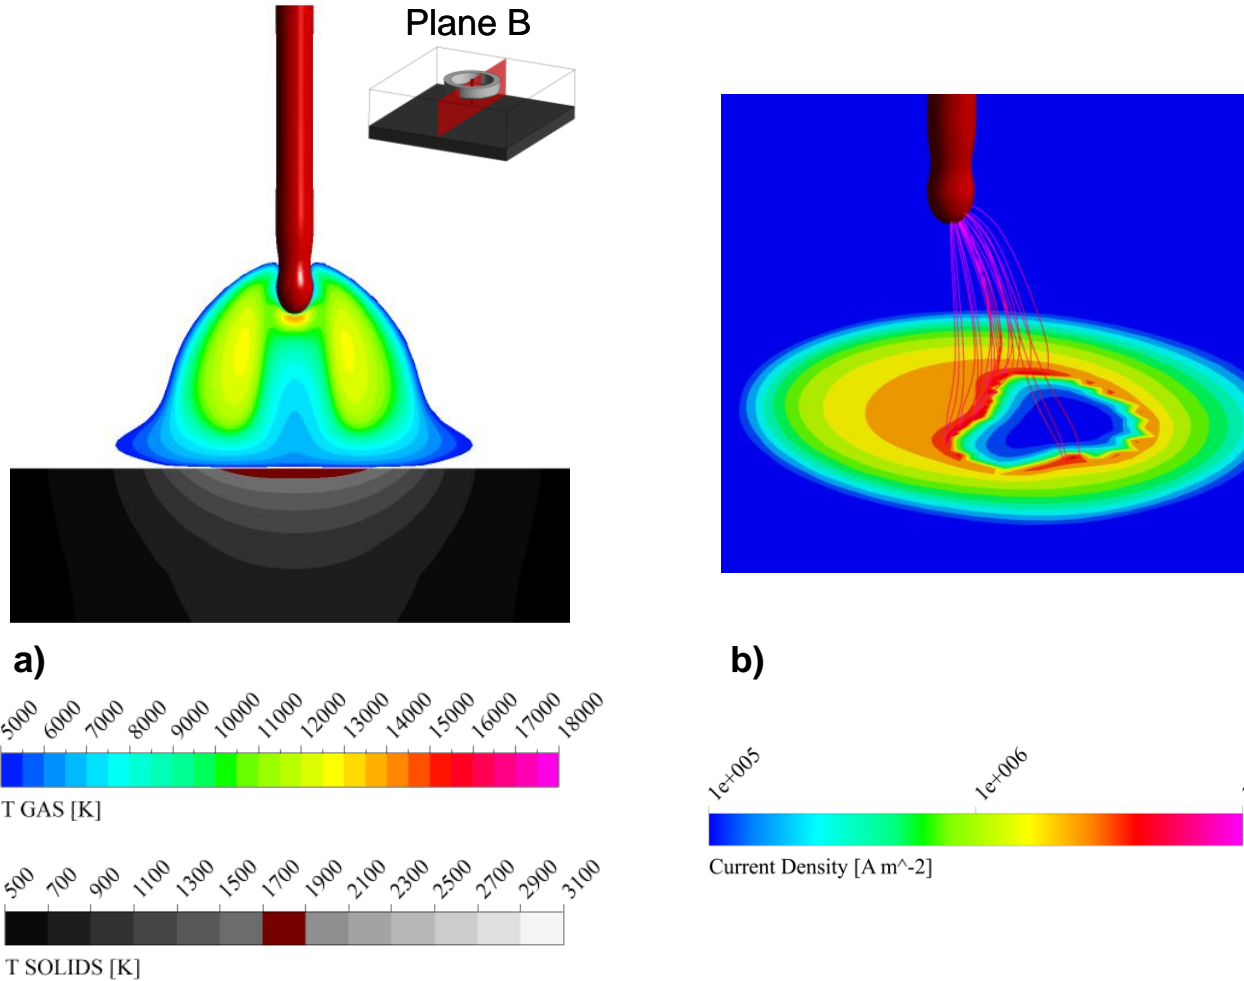 Plane B
a)
b)
5000 6000 7000 8000 9000 10000 11000 12000 13000 14000 15000 16000 17000 18000
T GAS [K]
500 700 900 1100 1300 1500 1700 1900 2100 2300 2500 2700 2900 3100
T SOLIDS [K]
1e+005 1e+006
Current Density [A m^-2]